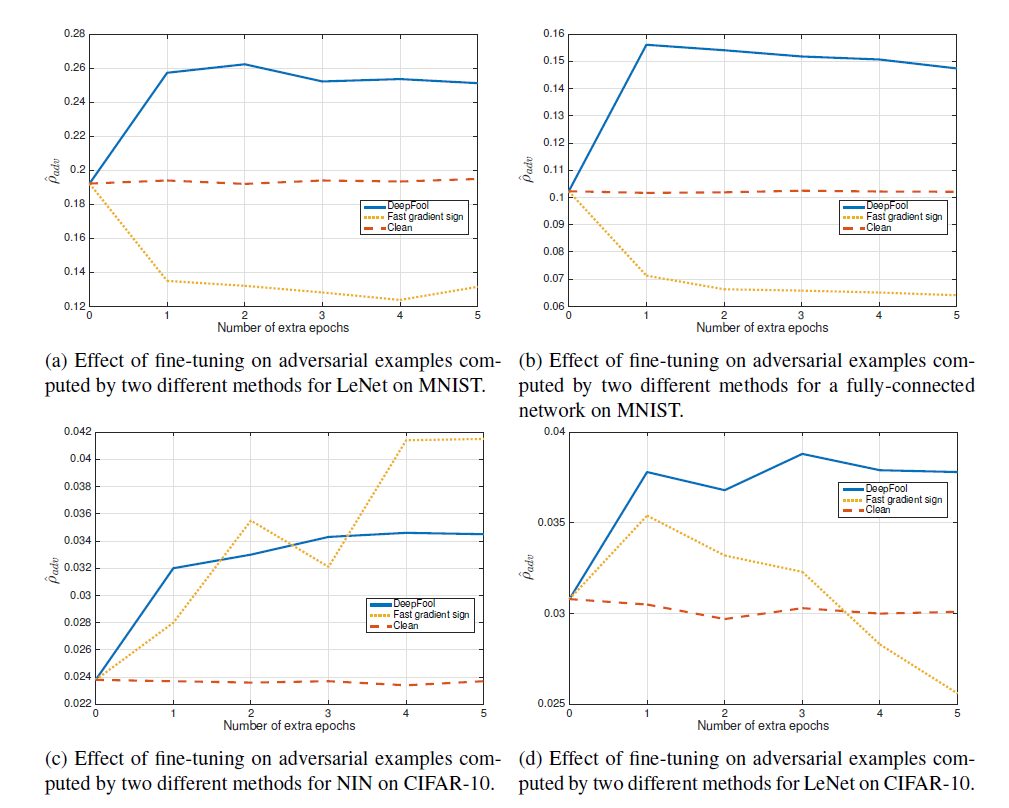 0.28
0.26
0.24
0.22
0.2
0.18
0.16
0.14
0.12
ρ̂adv
0 1 2 3 4 5
Number of extra epochs
DeepFool
Fast gradient sign
Clean
(a) Effect of fine-tuning on adversarial examples com-
puted by two different methods for LeNet on MNIST.
0.16
0.15
0.14
0.13
0.12
0.11
0.1
0.09
0.08
0.07
0.06
ρ̂adv
0 1 2 3 4 5
Number of extra epochs
DeepFool
Fast gradient sign
Clean
(b) Effect of fine-tuning on adversarial examples com-
puted by two different methods for a fully-connected
network on MNIST.
0.042
0.04
0.038
0.036
0.034
0.032
0.03
0.028
0.026
0.024
0.022
ρ̂adv
0 1 2 3 4 5
Number of extra epochs
DeepFool
Fast gradient sign
Clean
(c) Effect of fine-tuning on adversarial examples com-
puted by two different methods for NIN on CIFAR-10.
0.04
0.035
0.03
0.025
ρ̂adv
0 1 2 3 4 5
Number of extra epochs
DeepFool
Fast gradient sign
Clean
(d) Effect of fine-tuning on adversarial examples com-
puted by two different methods for LeNet on CIFAR-10.